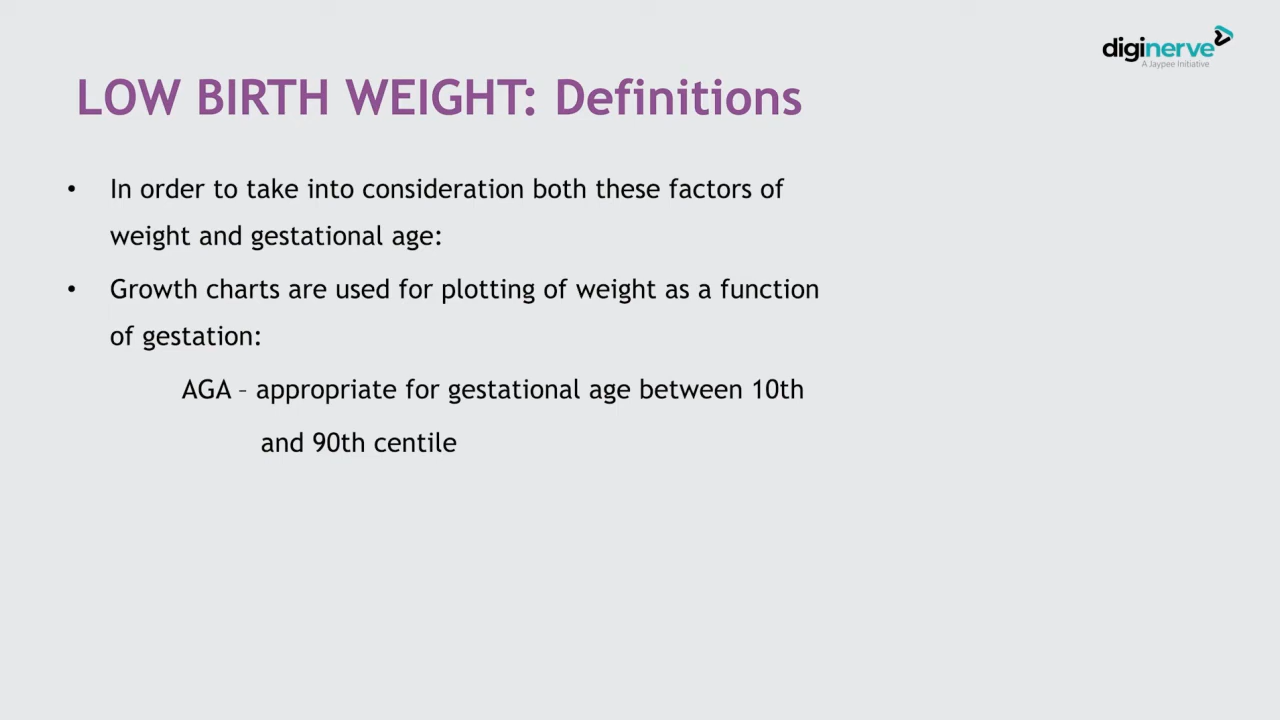 diginerve
A Jaypee Initiative
LOW BIRTH WEIGHT: Definitions
• In order to take into consideration both these factors of
weight and gestational age:
• Growth charts are used for plotting of weight as a function
of gestation:
AGA – appropriate for gestational age between 10th
and 90th centile